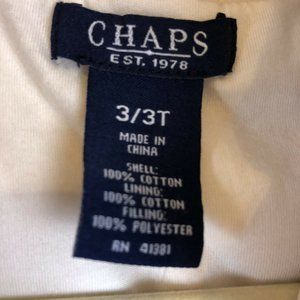 CHAPS
EST. 1978
3/3T
MADE IN
CHINA
SHELL:
100% COTTON
LINING:
100% COTTON
FILLING:
100% POLYESTER
RN 41381